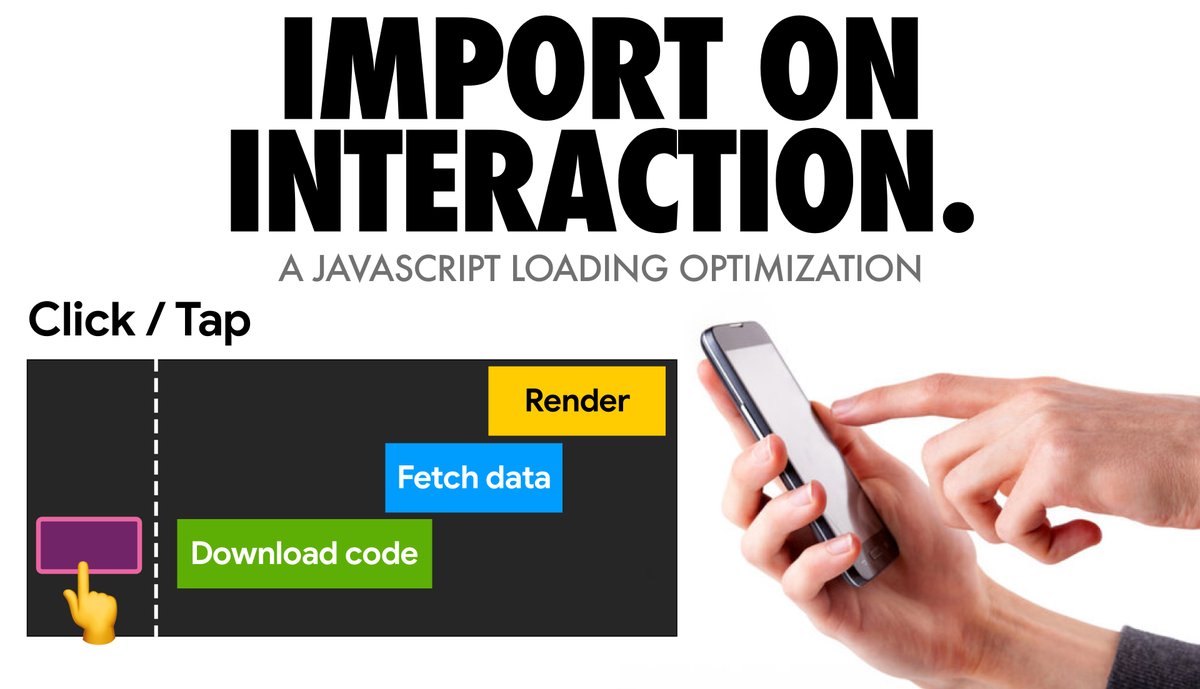 IMPORT ON
INTERACTION.
A JAVASCRIPT LOADING OPTIMIZATION
Click / Tap
Render
Fetch data
Download code